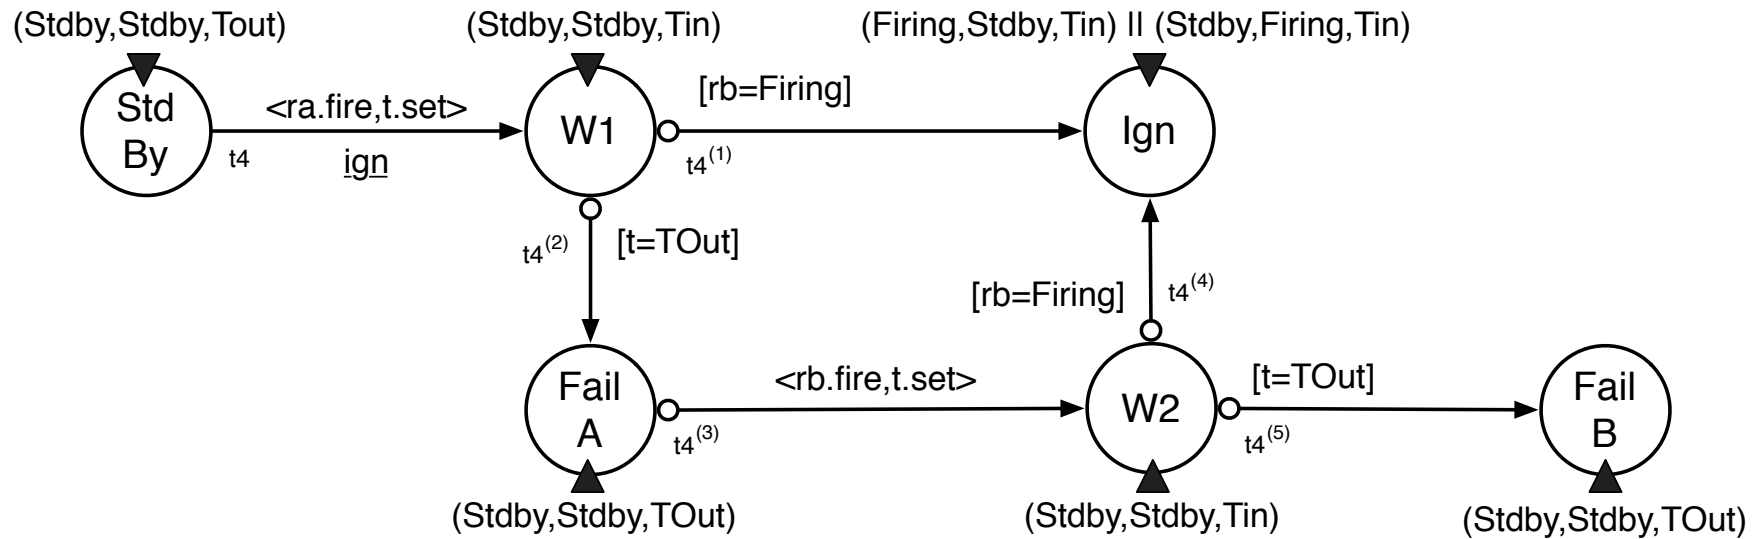 (Stdby,Stdby,Tout)
(Stdby,Stdby,Tin)
(Firing,Stdby,Tin) || (Stdby,Firing,Tin)
Std
By
<ra.fire,t.set>
t4
ign
W1
[rb=Firing]
t4(1)
Ign
t4(2)
[t=TOut]
[rb=Firing]
t4(4)
Fail
A
<rb.fire,t.set>
t4(3)
W2
[t=TOut]
t4(5)
Fail
B
(Stdby,Stdby,TOut)
(Stdby,Stdby,Tin)
(Stdby,Stdby,TOut)